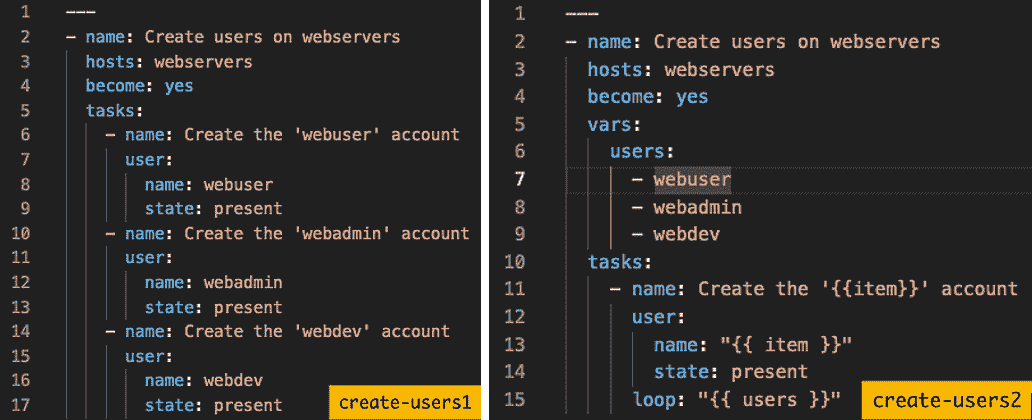 1 ---
2 - name: Create users on webservers
3   hosts: webservers
4   become: yes
5   tasks:
6     - name: Create the 'webuser' account
7       user:
8         name: webuser
9         state: present
10     - name: Create the 'webadmin' account
11       user:
12         name: webadmin
13         state: present
14     - name: Create the 'webdev' account
15       user:
16         name: webdev
17         state: present
create-users1
1 ---
2 - name: Create users on webservers
3   hosts: webservers
4   become: yes
5   vars:
6     users:
7       - webuser
8       - webadmin
9       - webdev
10   tasks:
11     - name: Create the '{{item}}' account
12       user:
13         name: "{{ item }}"
14         state: present
15       loop: "{{ users }}"
create-users2